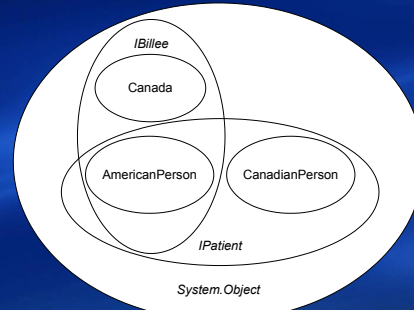 IBillee
Canada
AmericanPerson
CanadianPerson
IPatient
System.Object